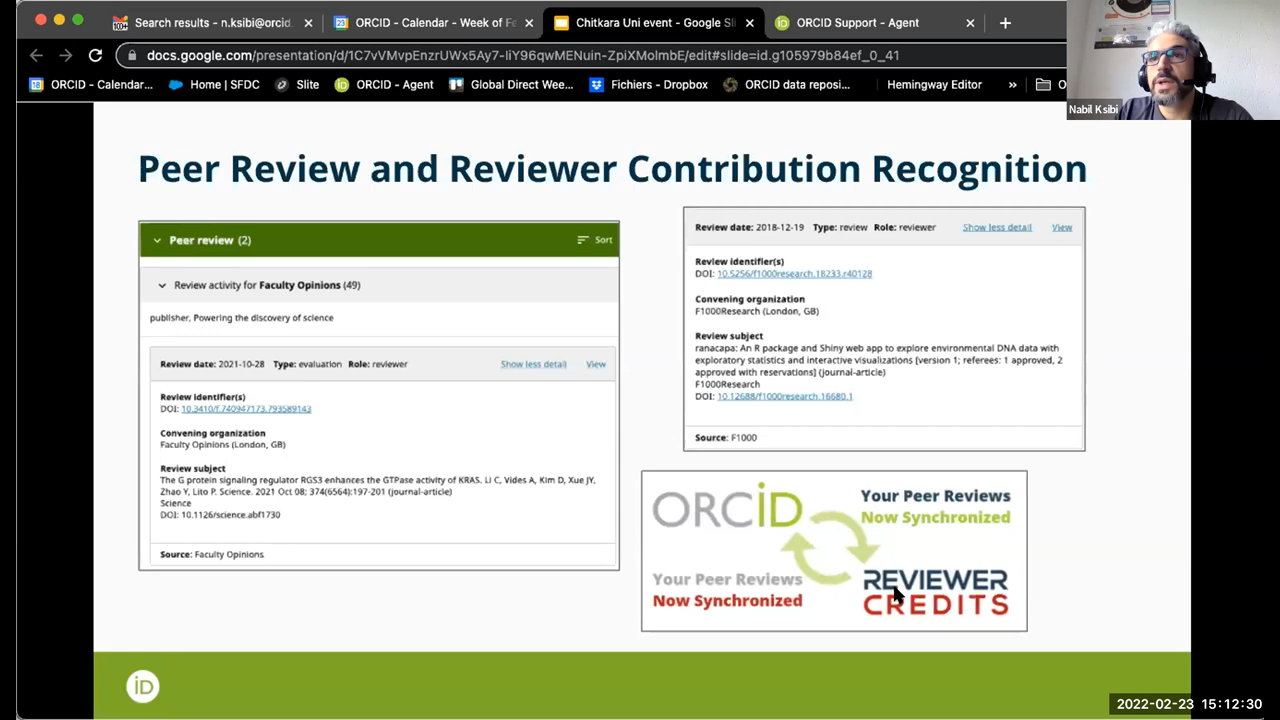 Search results - n.ksibi@orcid.
ORCID - Calendar - Week of Fe
Chitkara Uni event - Google Sli
ORCID Support - Agent
docs.google.com/presentation/d/1C7vVMvpEnzrUWx5Ay7-liY96qwMENuin-ZpiXMolmbE/edit#slide=id.g105979b84ef_0_41
ORCID - Calendar...
Home | SFDC
Slite
ORCID - Agent
Global Direct Wee...
Fichiers - Dropbox
ORCID data reposi...
Hemingway Editor
»
Nabil Ksibi
Peer Review and Reviewer Contribution Recognition
Peer review (2)
Sort
Review activity for Faculty Opinions (49)
publisher, Powering the discovery of science
Review date: 2021-10-28 Type: evaluation Role: reviewer Show less detail View
Review identifier(s)
DOI: 10.3410/f.740947173.793589143
Convening organization
Faculty Opinions (London, GB)
Review subject
The G protein signaling regulator RGS3 enhances the GTPase activity of KRAS. Li C, Vides A, Kim D, Xue JY,
Zhao Y, Lito P. Science. 2021 Oct 08; 374(6564):197-201 (journal-article)
Science
DOI: 10.1126/science.abf1730
Source: Faculty Opinions
Review date: 2018-12-19 Type: review Role: reviewer Show less detail View
Review identifier(s)
DOI: 10.5256/f1000research.18233.r40128
Convening organization
F1000Research (London, GB)
Review subject
ranacapa: An R package and Shiny web app to explore environmental DNA data with
exploratory statistics and interactive visualizations [version 1; referees: 1 approved, 2
approved with reservations] (journal-article)
F1000Research
DOI: 10.12688/f1000research.16680.1
Source: F1000
ORCiD
Your Peer Reviews
Now Synchronized
Your Peer Reviews
Now Synchronized
REVIEWER
CREDITS
iD
2022-02-23 15:12:30